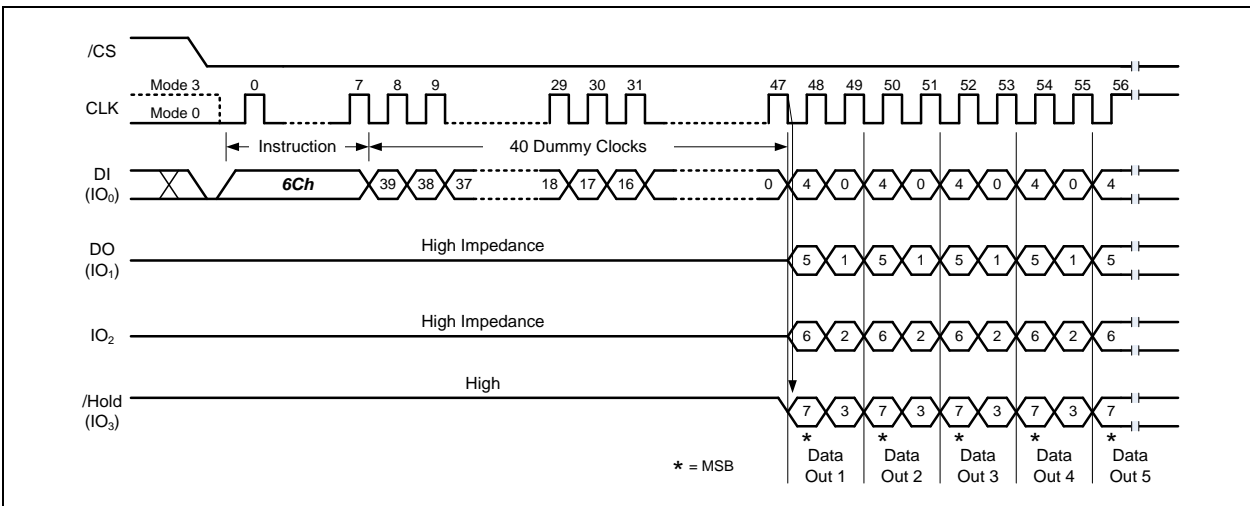 /CS
Mode 3
Mode 0
CLK
0 7 8 9 29 30 31 47 48 49 50 51 52 53 54 55 56
Instruction
40 Dummy Clocks
DI
(IO0)
6Ch
39 38 37 18 17 16 0 4 0 4 0 4 0 4 0 4
DO
(IO1)
High Impedance
5 1 5 1 5 1 5 1 5
IO2
High Impedance
6 2 6 2 6 2 6 2 6
/Hold
(IO3)
High
7 3 7 3 7 3 7 3 7
* * * * *
* = MSB
Data Data Data Data Data
Out 1 Out 2 Out 3 Out 4 Out 5